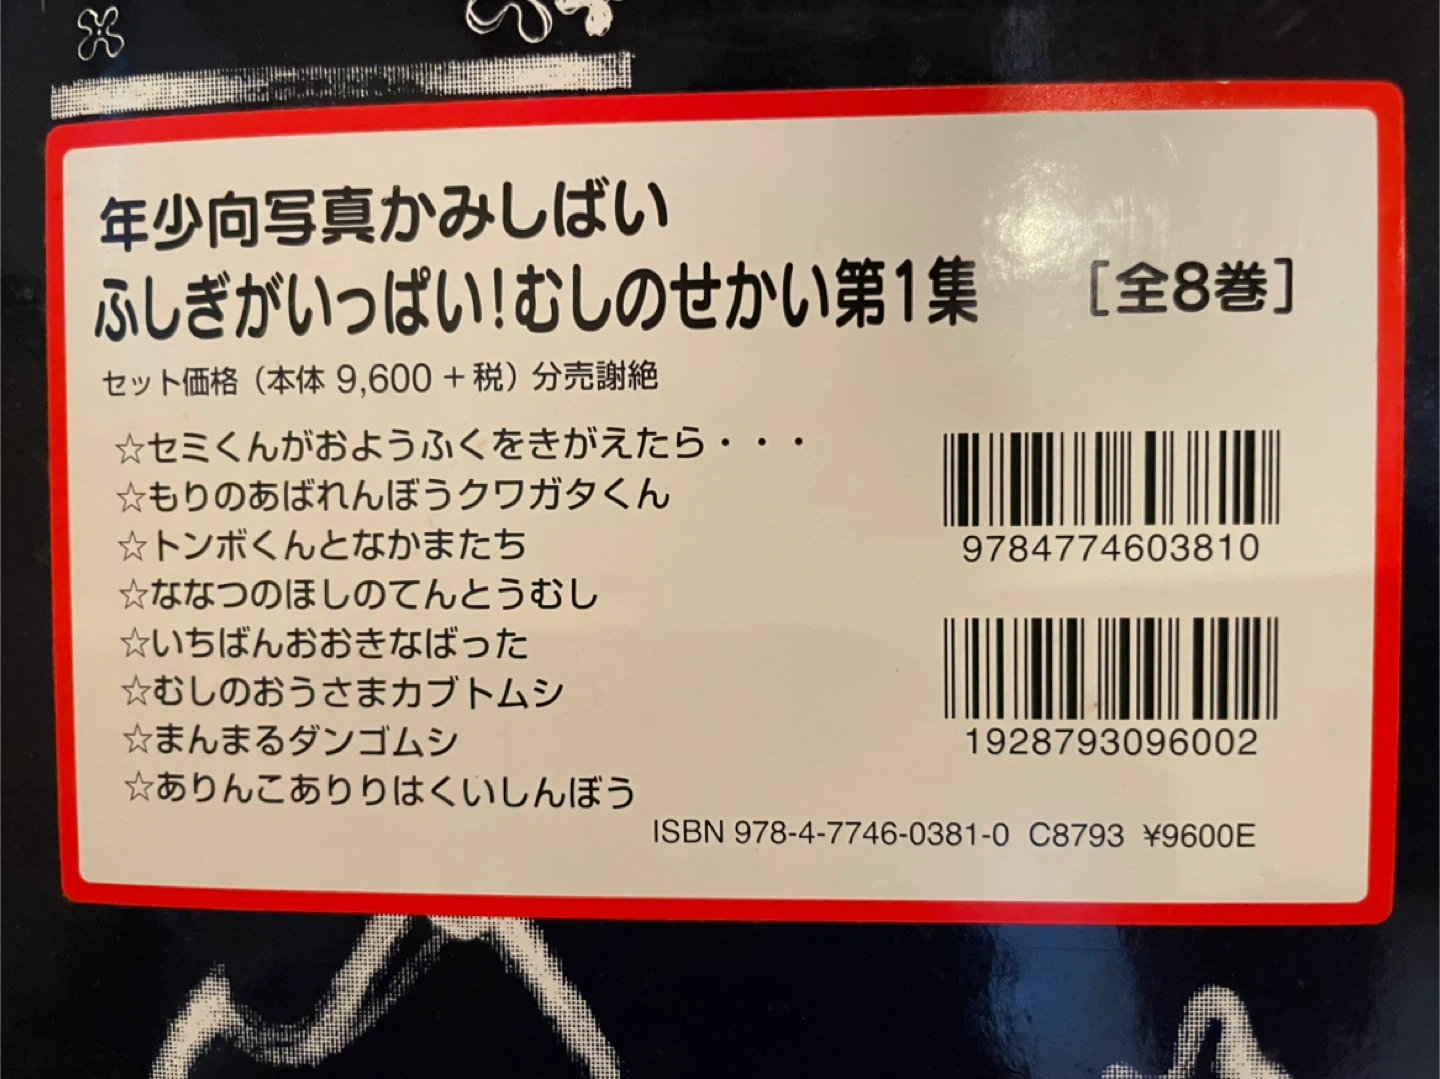 年少向写真かみしばい
ふしぎがいっぱい!むしのせかい第1集 [全8巻]
セット価格(本体 9,600 + 税)分売謝絶
☆セミくんがおようふくをきがえたら・・・
☆もりのあばれんぼうクワガタくん
☆トンボくんとなかまたち
☆ななつのほしのてんとうむし
☆いちばんおおきなばった
☆むしのおうさまカブトムシ
☆まんまるダンゴムシ
☆ありんこありりはくいしんぼう
9784774603810
1928793096002
ISBN 978-4-7746-0381-0 C8793 ¥9600E